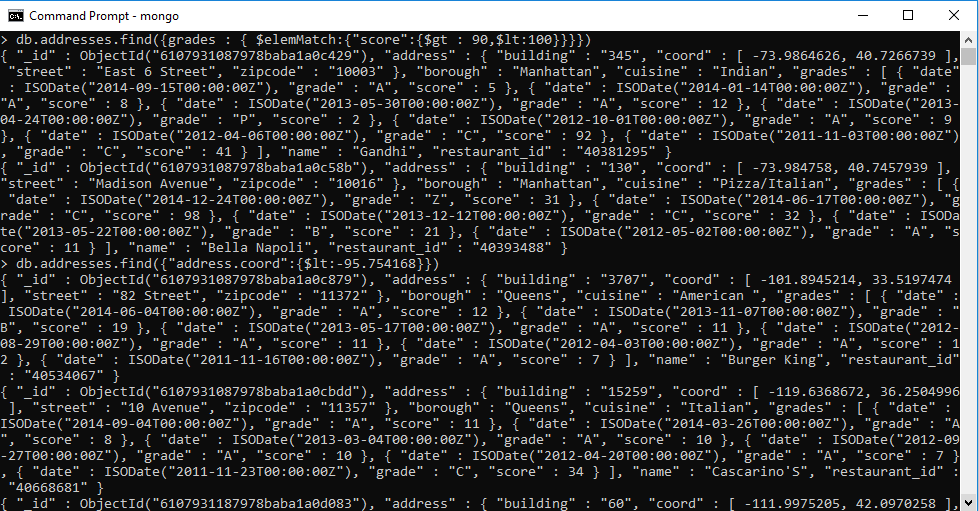 Command Prompt - mongo
> db.addresses.find({grades : { $elemMatch:{"score":{$gt : 90,$lt:100}}}})
{ "_id" : ObjectId("6107931087978baba1a0c429"), "address" : { "building" : "345", "coord" : [ -73.9864626, 40.7266739 ],
"street" : "East 6 Street", "zipcode" : "10003" }, "borough" : "Manhattan", "cuisine" : "Indian", "grades" : [ { "date"
: ISODate("2014-09-15T00:00:00Z"), "grade" : "A", "score" : 5 }, { "date" : ISODate("2014-01-14T00:00:00Z"), "grade" :
"A", "score" : 8 }, { "date" : ISODate("2013-05-30T00:00:00Z"), "grade" : "A", "score" : 12 }, { "date" : ISODate("2013-
04-24T00:00:00Z"), "grade" : "P", "score" : 2 }, { "date" : ISODate("2012-10-01T00:00:00Z"), "grade" : "A", "score" : 9
}, { "date" : ISODate("2012-04-06T00:00:00Z"), "grade" : "C", "score" : 92 }, { "date" : ISODate("2011-11-03T00:00:00Z")
, "grade" : "C", "score" : 41 } ], "name" : "Gandhi", "restaurant_id" : "40381295" }
{ "_id" : ObjectId("6107931087978baba1a0c58b"), "address" : { "building" : "130", "coord" : [ -73.984758, 40.7457939 ],
"street" : "Madison Avenue", "zipcode" : "10016" }, "borough" : "Manhattan", "cuisine" : "Pizza/Italian", "grades" : [ {
"date" : ISODate("2014-12-24T00:00:00Z"), "grade" : "Z", "score" : 31 }, { "date" : ISODate("2014-06-17T00:00:00Z"), "g
rade" : "C", "score" : 98 }, { "date" : ISODate("2013-12-12T00:00:00Z"), "grade" : "C", "score" : 32 }, { "date" : ISODa
te("2013-05-22T00:00:00Z"), "grade" : "B", "score" : 21 }, { "date" : ISODate("2012-05-02T00:00:00Z"), "grade" : "A", "s
core" : 11 } ], "name" : "Bella Napoli", "restaurant_id" : "40393488" }
> db.addresses.find({"address.coord":{$lt:-95.754168}})
{ "_id" : ObjectId("6107931087978baba1a0c879"), "address" : { "building" : "3707", "coord" : [ -101.8945214, 33.5197474
], "street" : "82 Street", "zipcode" : "11372" }, "borough" : "Queens", "cuisine" : "American ", "grades" : [ { "date" :
ISODate("2014-06-04T00:00:00Z"), "grade" : "A", "score" : 12 }, { "date" : ISODate("2013-11-07T00:00:00Z"), "grade" : "
B", "score" : 19 }, { "date" : ISODate("2013-05-17T00:00:00Z"), "grade" : "A", "score" : 11 }, { "date" : ISODate("2012-
08-29T00:00:00Z"), "grade" : "A", "score" : 11 }, { "date" : ISODate("2012-04-03T00:00:00Z"), "grade" : "A", "score" : 1
2 }, { "date" : ISODate("2011-11-16T00:00:00Z"), "grade" : "A", "score" : 7 } ], "name" : "Burger King", "restaurant_id"
: "40534067" }
{ "_id" : ObjectId("6107931087978baba1a0cbdd"), "address" : { "building" : "15259", "coord" : [ -119.6368672, 36.2504996
], "street" : "10 Avenue", "zipcode" : "11357" }, "borough" : "Queens", "cuisine" : "Italian", "grades" : [ { "date" :
ISODate("2014-09-04T00:00:00Z"), "grade" : "A", "score" : 11 }, { "date" : ISODate("2014-03-26T00:00:00Z"), "grade" : "A
", "score" : 8 }, { "date" : ISODate("2013-03-04T00:00:00Z"), "grade" : "A", "score" : 10 }, { "date" : ISODate("2012-09
-27T00:00:00Z"), "grade" : "A", "score" : 10 }, { "date" : ISODate("2012-04-20T00:00:00Z"), "grade" : "A", "score" : 7 }
, { "date" : ISODate("2011-11-23T00:00:00Z"), "grade" : "C", "score" : 34 } ], "name" : "Cascarino'S", "restaurant_id" :
"40668681" }
{ "_id" : ObjectId("6107931187978baba1a0d083"), "address" : { "building" : "60", "coord" : [ -111.9975205, 42.0970258 ],